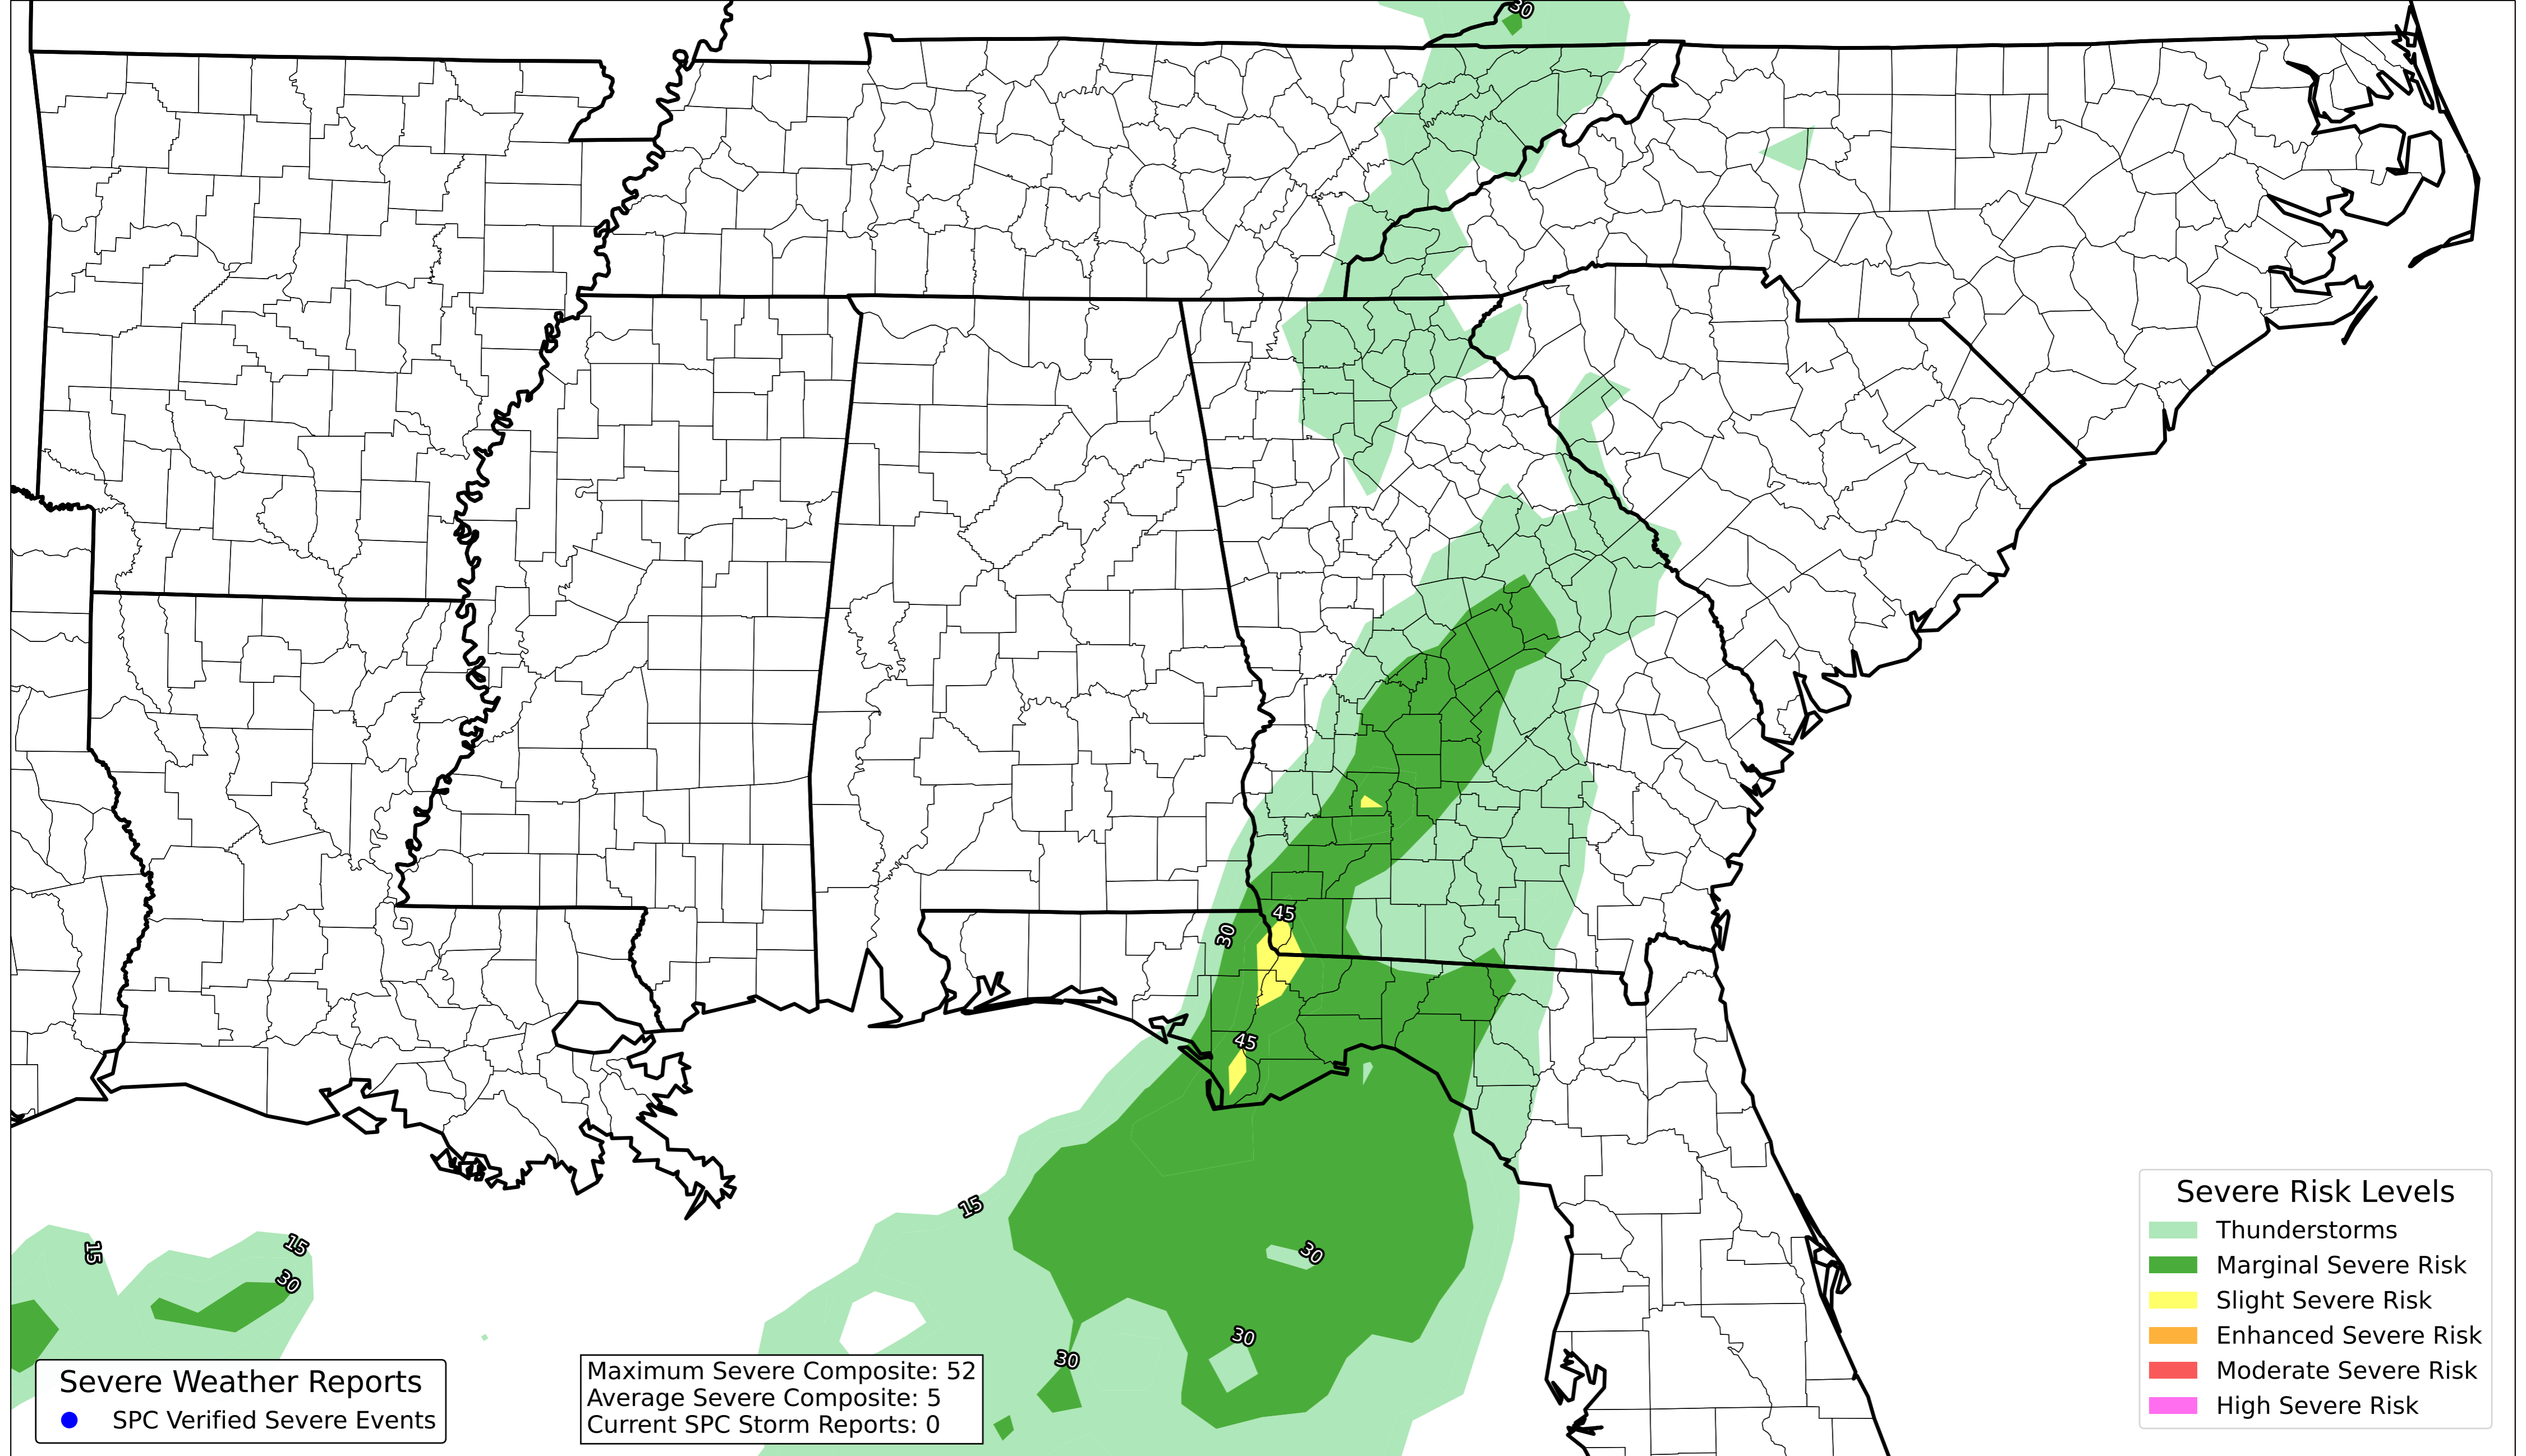 30
45
30
45
15
15
15
30
30
30
30
Severe Weather Reports
SPC Verified Severe Events
Maximum Severe Composite: 52
Average Severe Composite: 5
Current SPC Storm Reports: 0
Severe Risk Levels
Thunderstorms
Marginal Severe Risk
Slight Severe Risk
Enhanced Severe Risk
Moderate Severe Risk
High Severe Risk